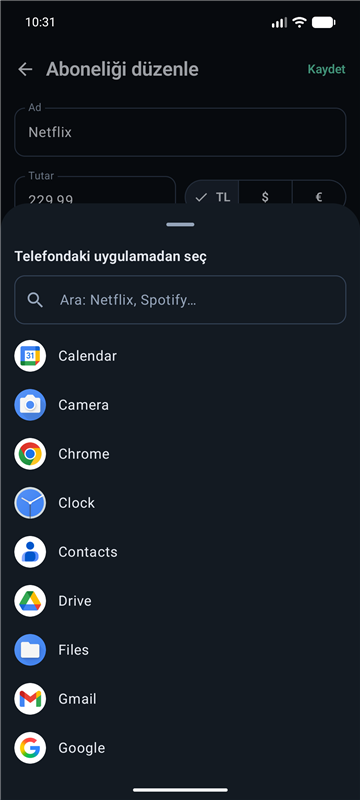 10:31
Aboneliği düzenle
Kaydet
Ad
Netflix
Tutar
229,99
TL
$
€
Telefondaki uygulamadan seç
Ara: Netflix, Spotify…
31
Calendar
Camera
Chrome
Clock
Contacts
Drive
Files
Gmail
Google